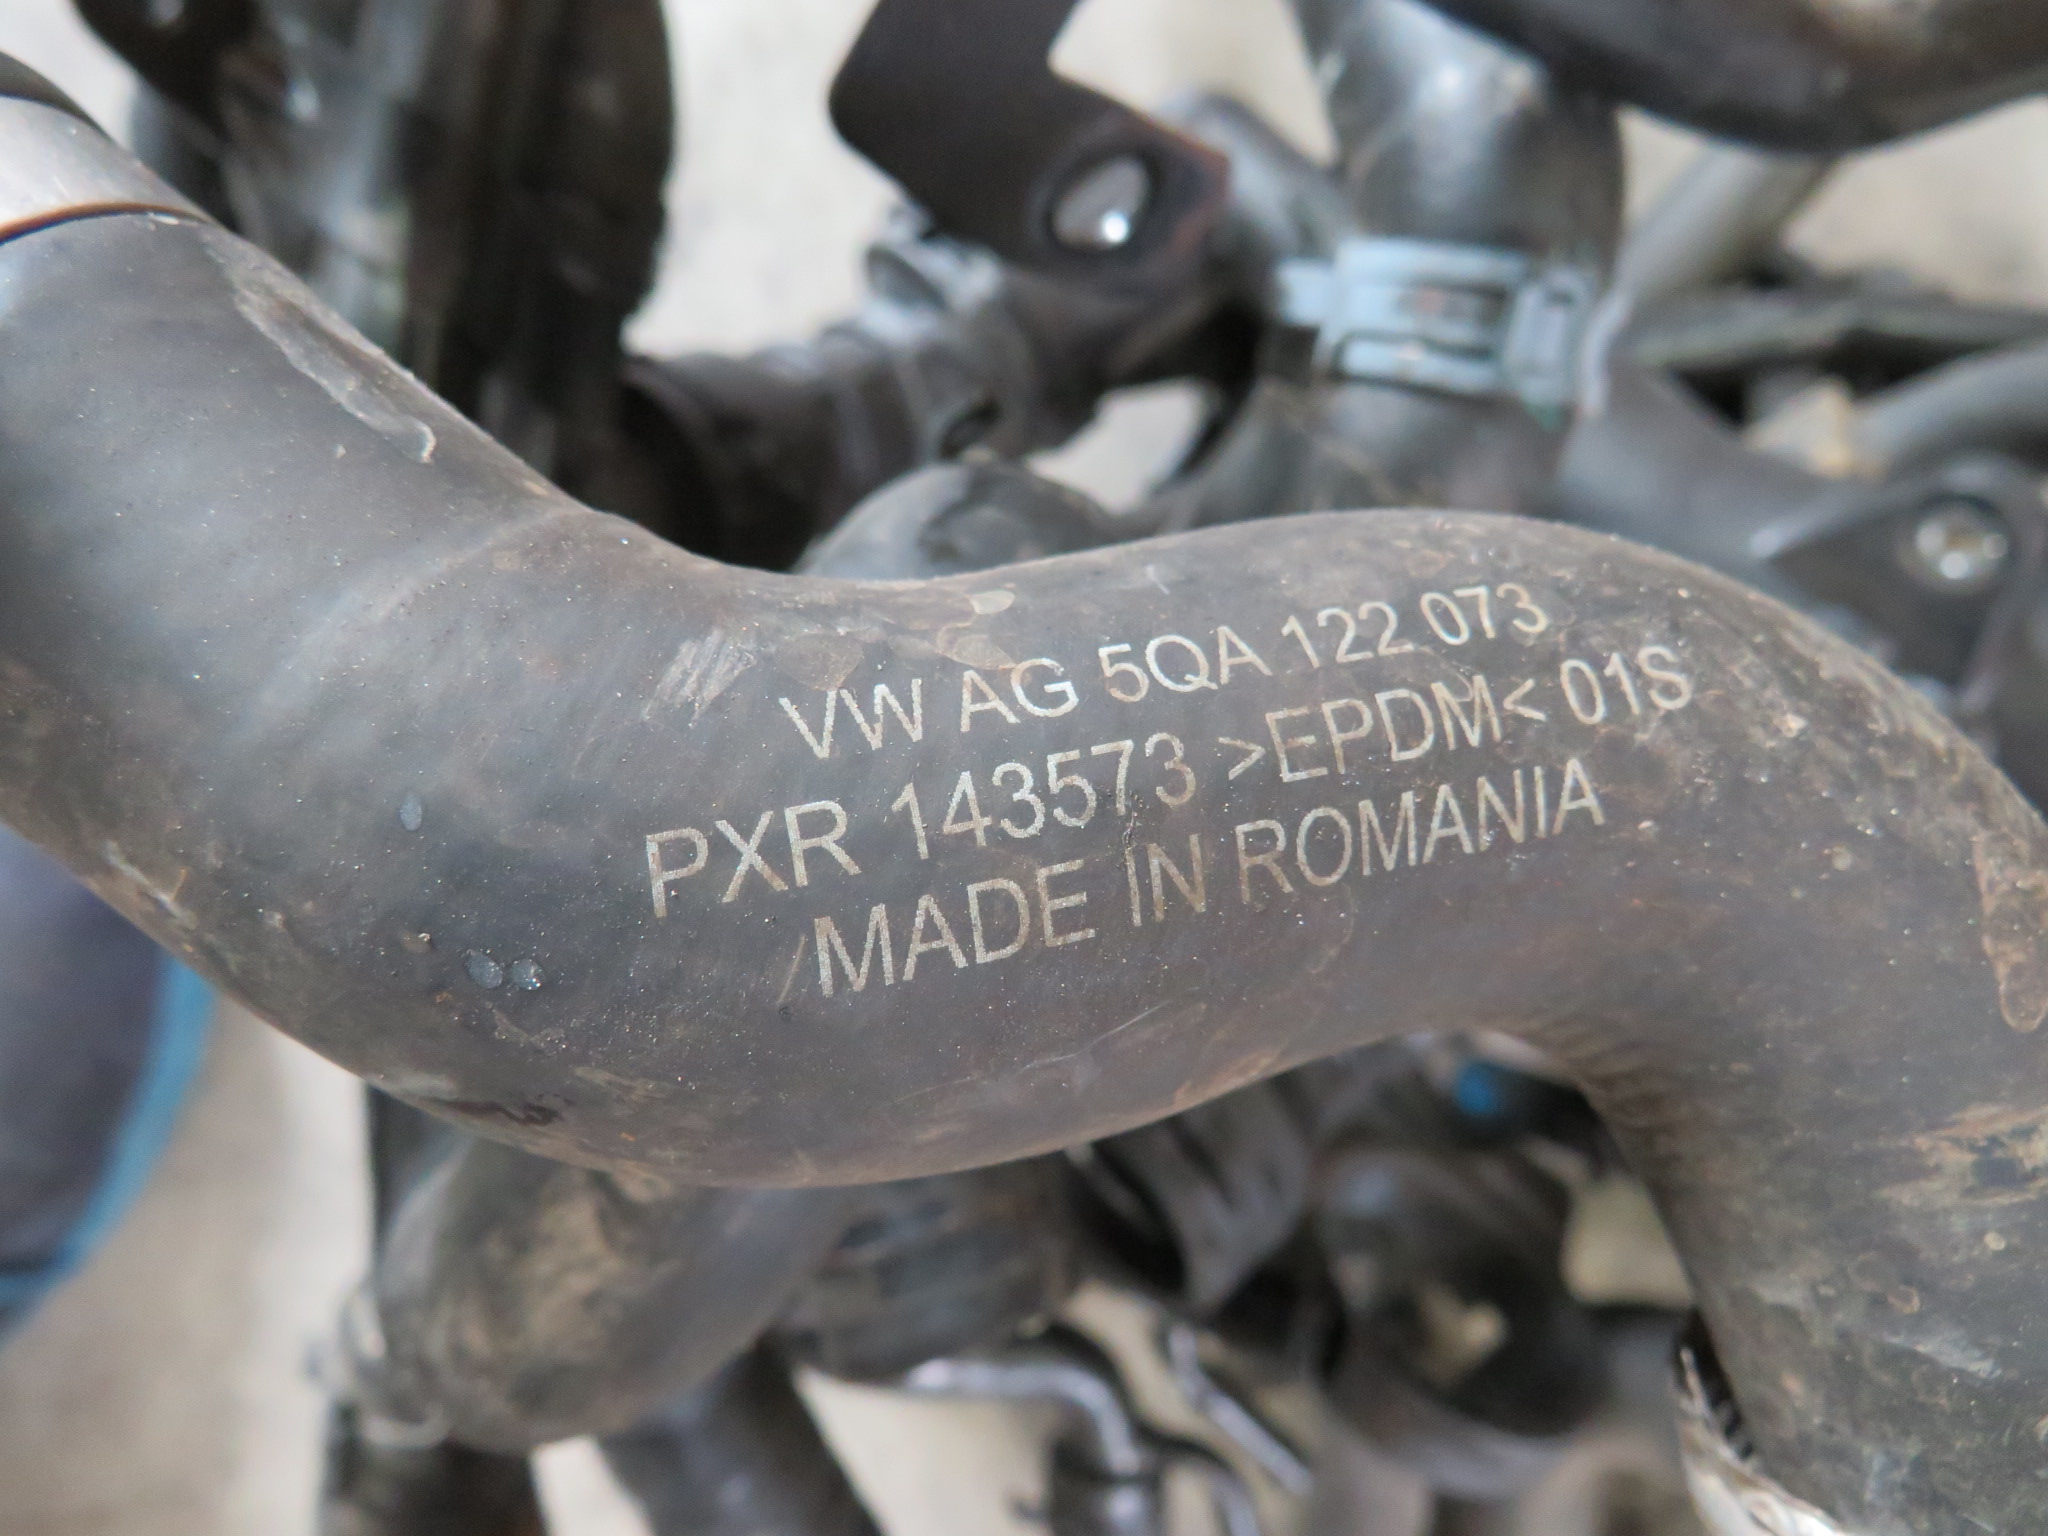 VW AG 5QA 122 073
PXR 143573 >EPDM< 01S
MADE IN ROMANIA